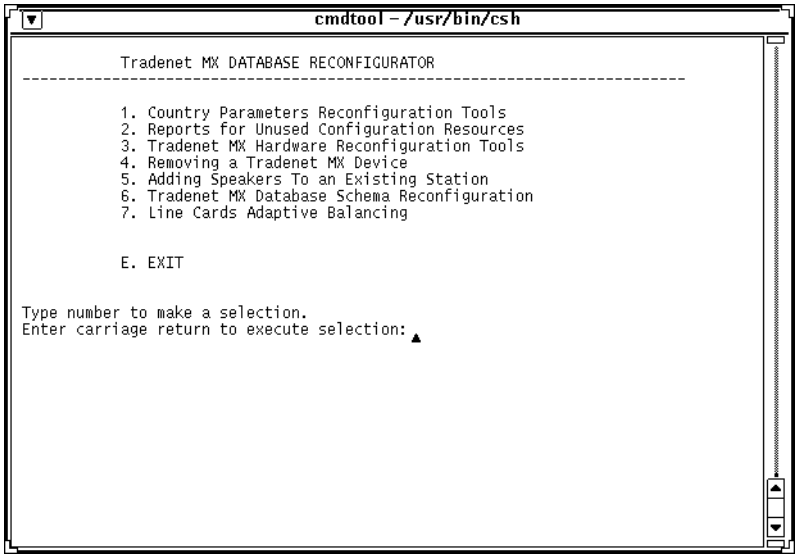 cmdtool – /usr/bin/csh
Tradenet MX DATABASE RECONFIGURATOR
--------------------------------------------------------------------------
1. Country Parameters Reconfiguration Tools
2. Reports for Unused Configuration Resources
3. Tradenet MX Hardware Reconfiguration Tools
4. Removing a Tradenet MX Device
5. Adding Speakers To an Existing Station
6. Tradenet MX Database Schema Reconfiguration
7. Line Cards Adaptive Balancing
E. EXIT
Type number to make a selection.
Enter carriage return to execute selection: